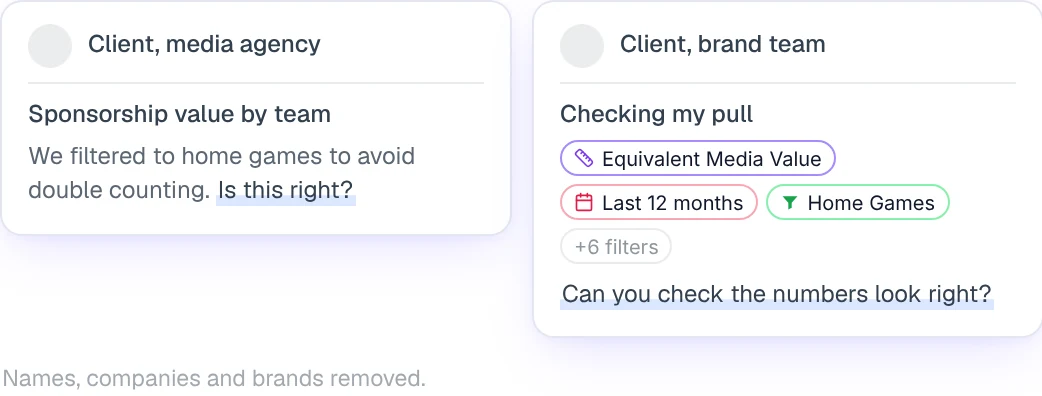 Client, media agency
Sponsorship value by team
We filtered to home games to avoid
double counting. Is this right?
Client, brand team
Checking my pull
Equivalent Media Value
Last 12 months
Home Games
+6 filters
Can you check the numbers look right?
Names, companies and brands removed.